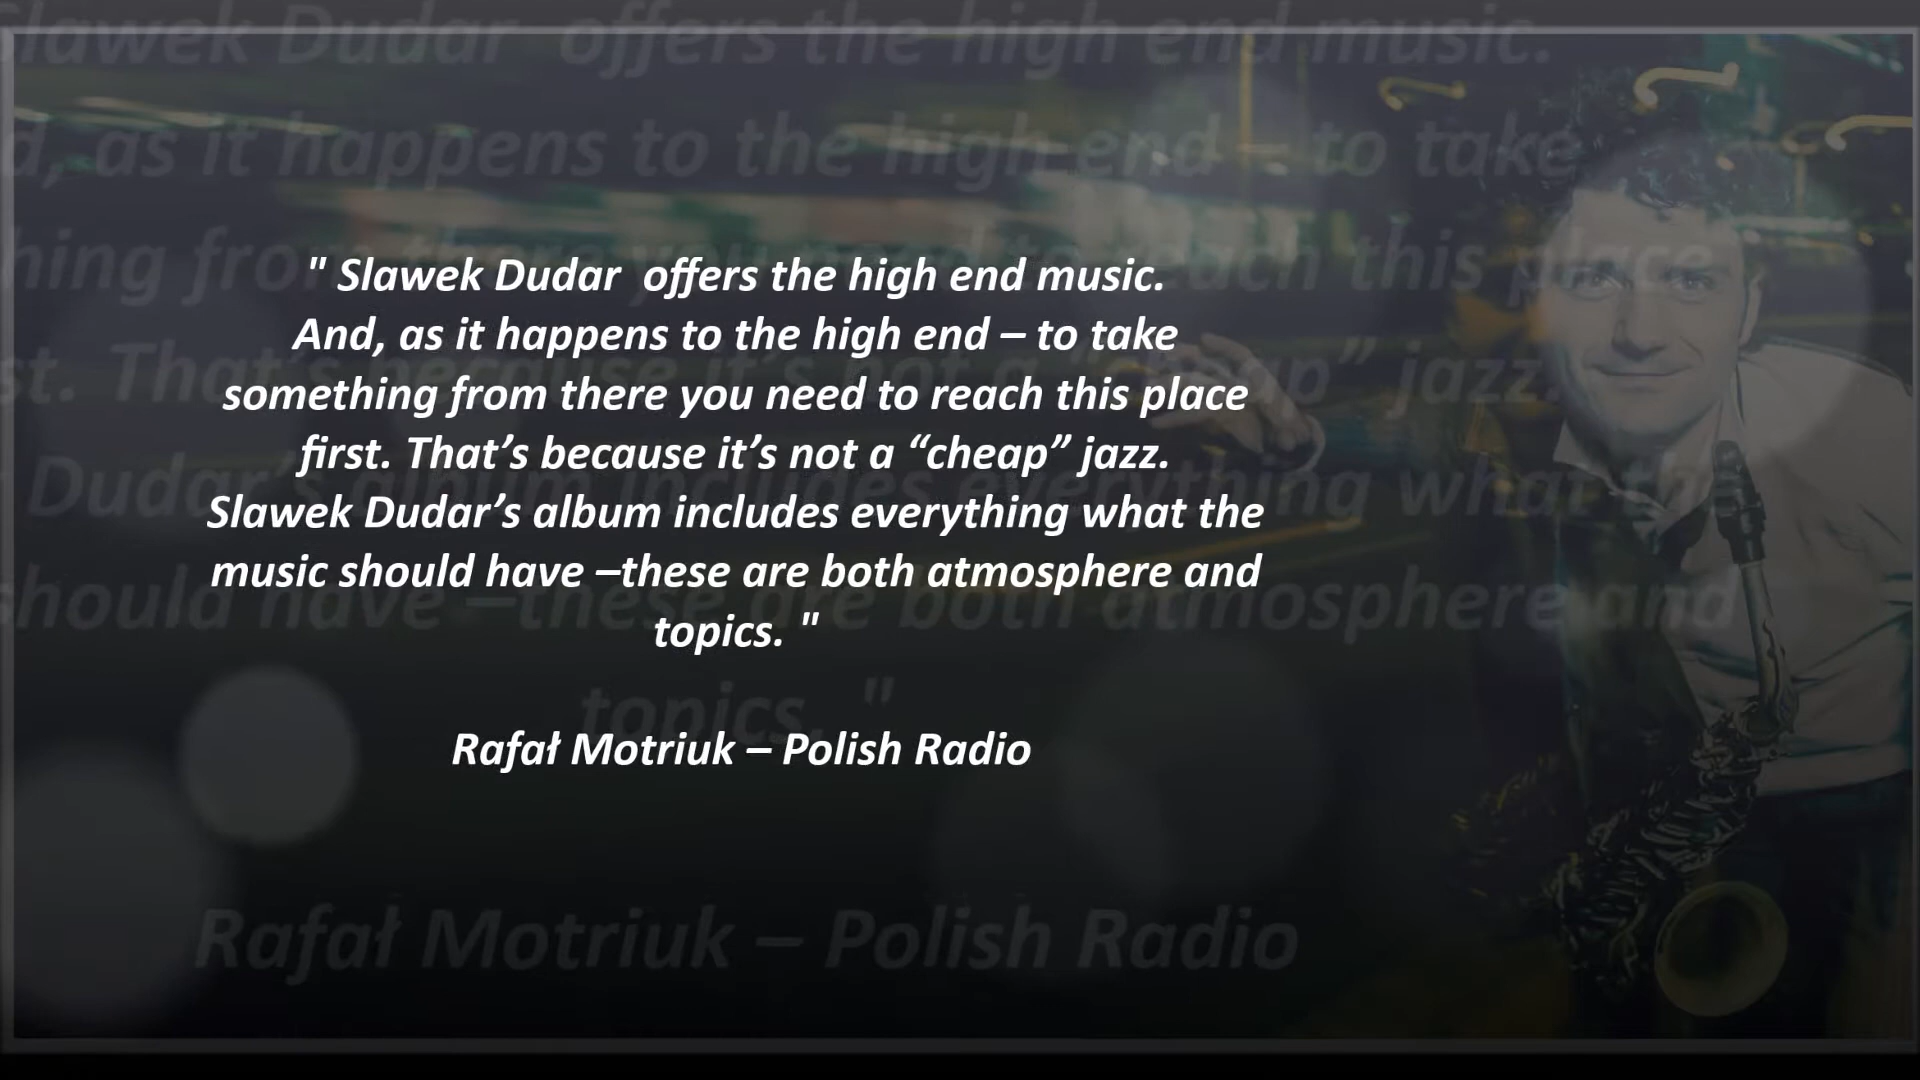 " Slawek Dudar  offers the high end music.
And, as it happens to the high end – to take
something from there you need to reach this place
first. That’s because it’s not a “cheap” jazz.
Slawek Dudar’s album includes everything what the
music should have –these are both atmosphere and
topics. "
Rafał Motriuk – Polish Radio